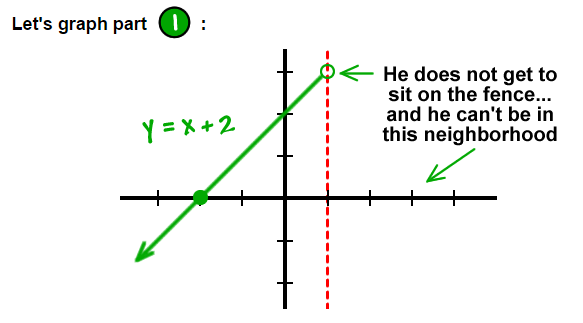 Let's graph part 1 :
He does not get to
sit on the fence...
and he can't be in
this neighborhood
y = x + 2